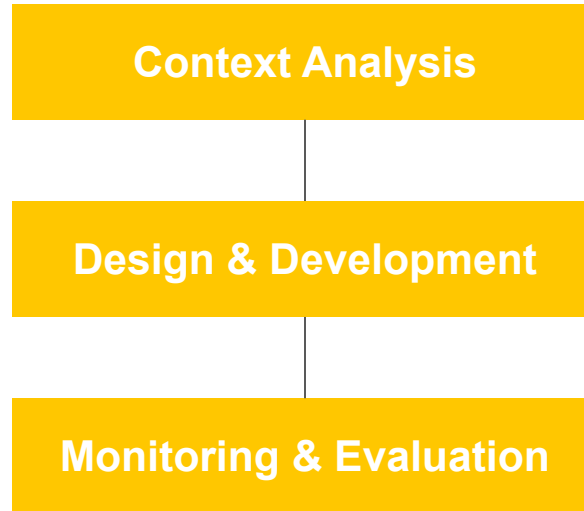 Context Analysis
Design & Development
Monitoring & Evaluation